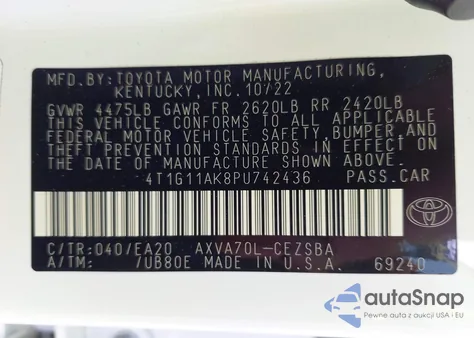 MFD.BY:TOYOTA MOTOR MANUFACTURING,
KENTUCKY, INC.10/22
GVWR 4475LB GAWR FR 2620LB RR 2420LB
THIS VEHICLE CONFORMS TO ALL APPLICABLE
FEDERAL MOTOR VEHICLE SAFETY, BUMPER,AND
THEFT PREVENTION STANDARDS IN EFFECT ON
THE DATE OF MANUFACTURE SHOWN ABOVE.
4T1G11AK8PU742436 PASS.CAR
C/TR:040/EA20 AXVA70L-CEZSBA
A/TM: /UB80E MADE IN U.S.A. 69240
autoSnap
Pewne auta z aukcji USA i EU